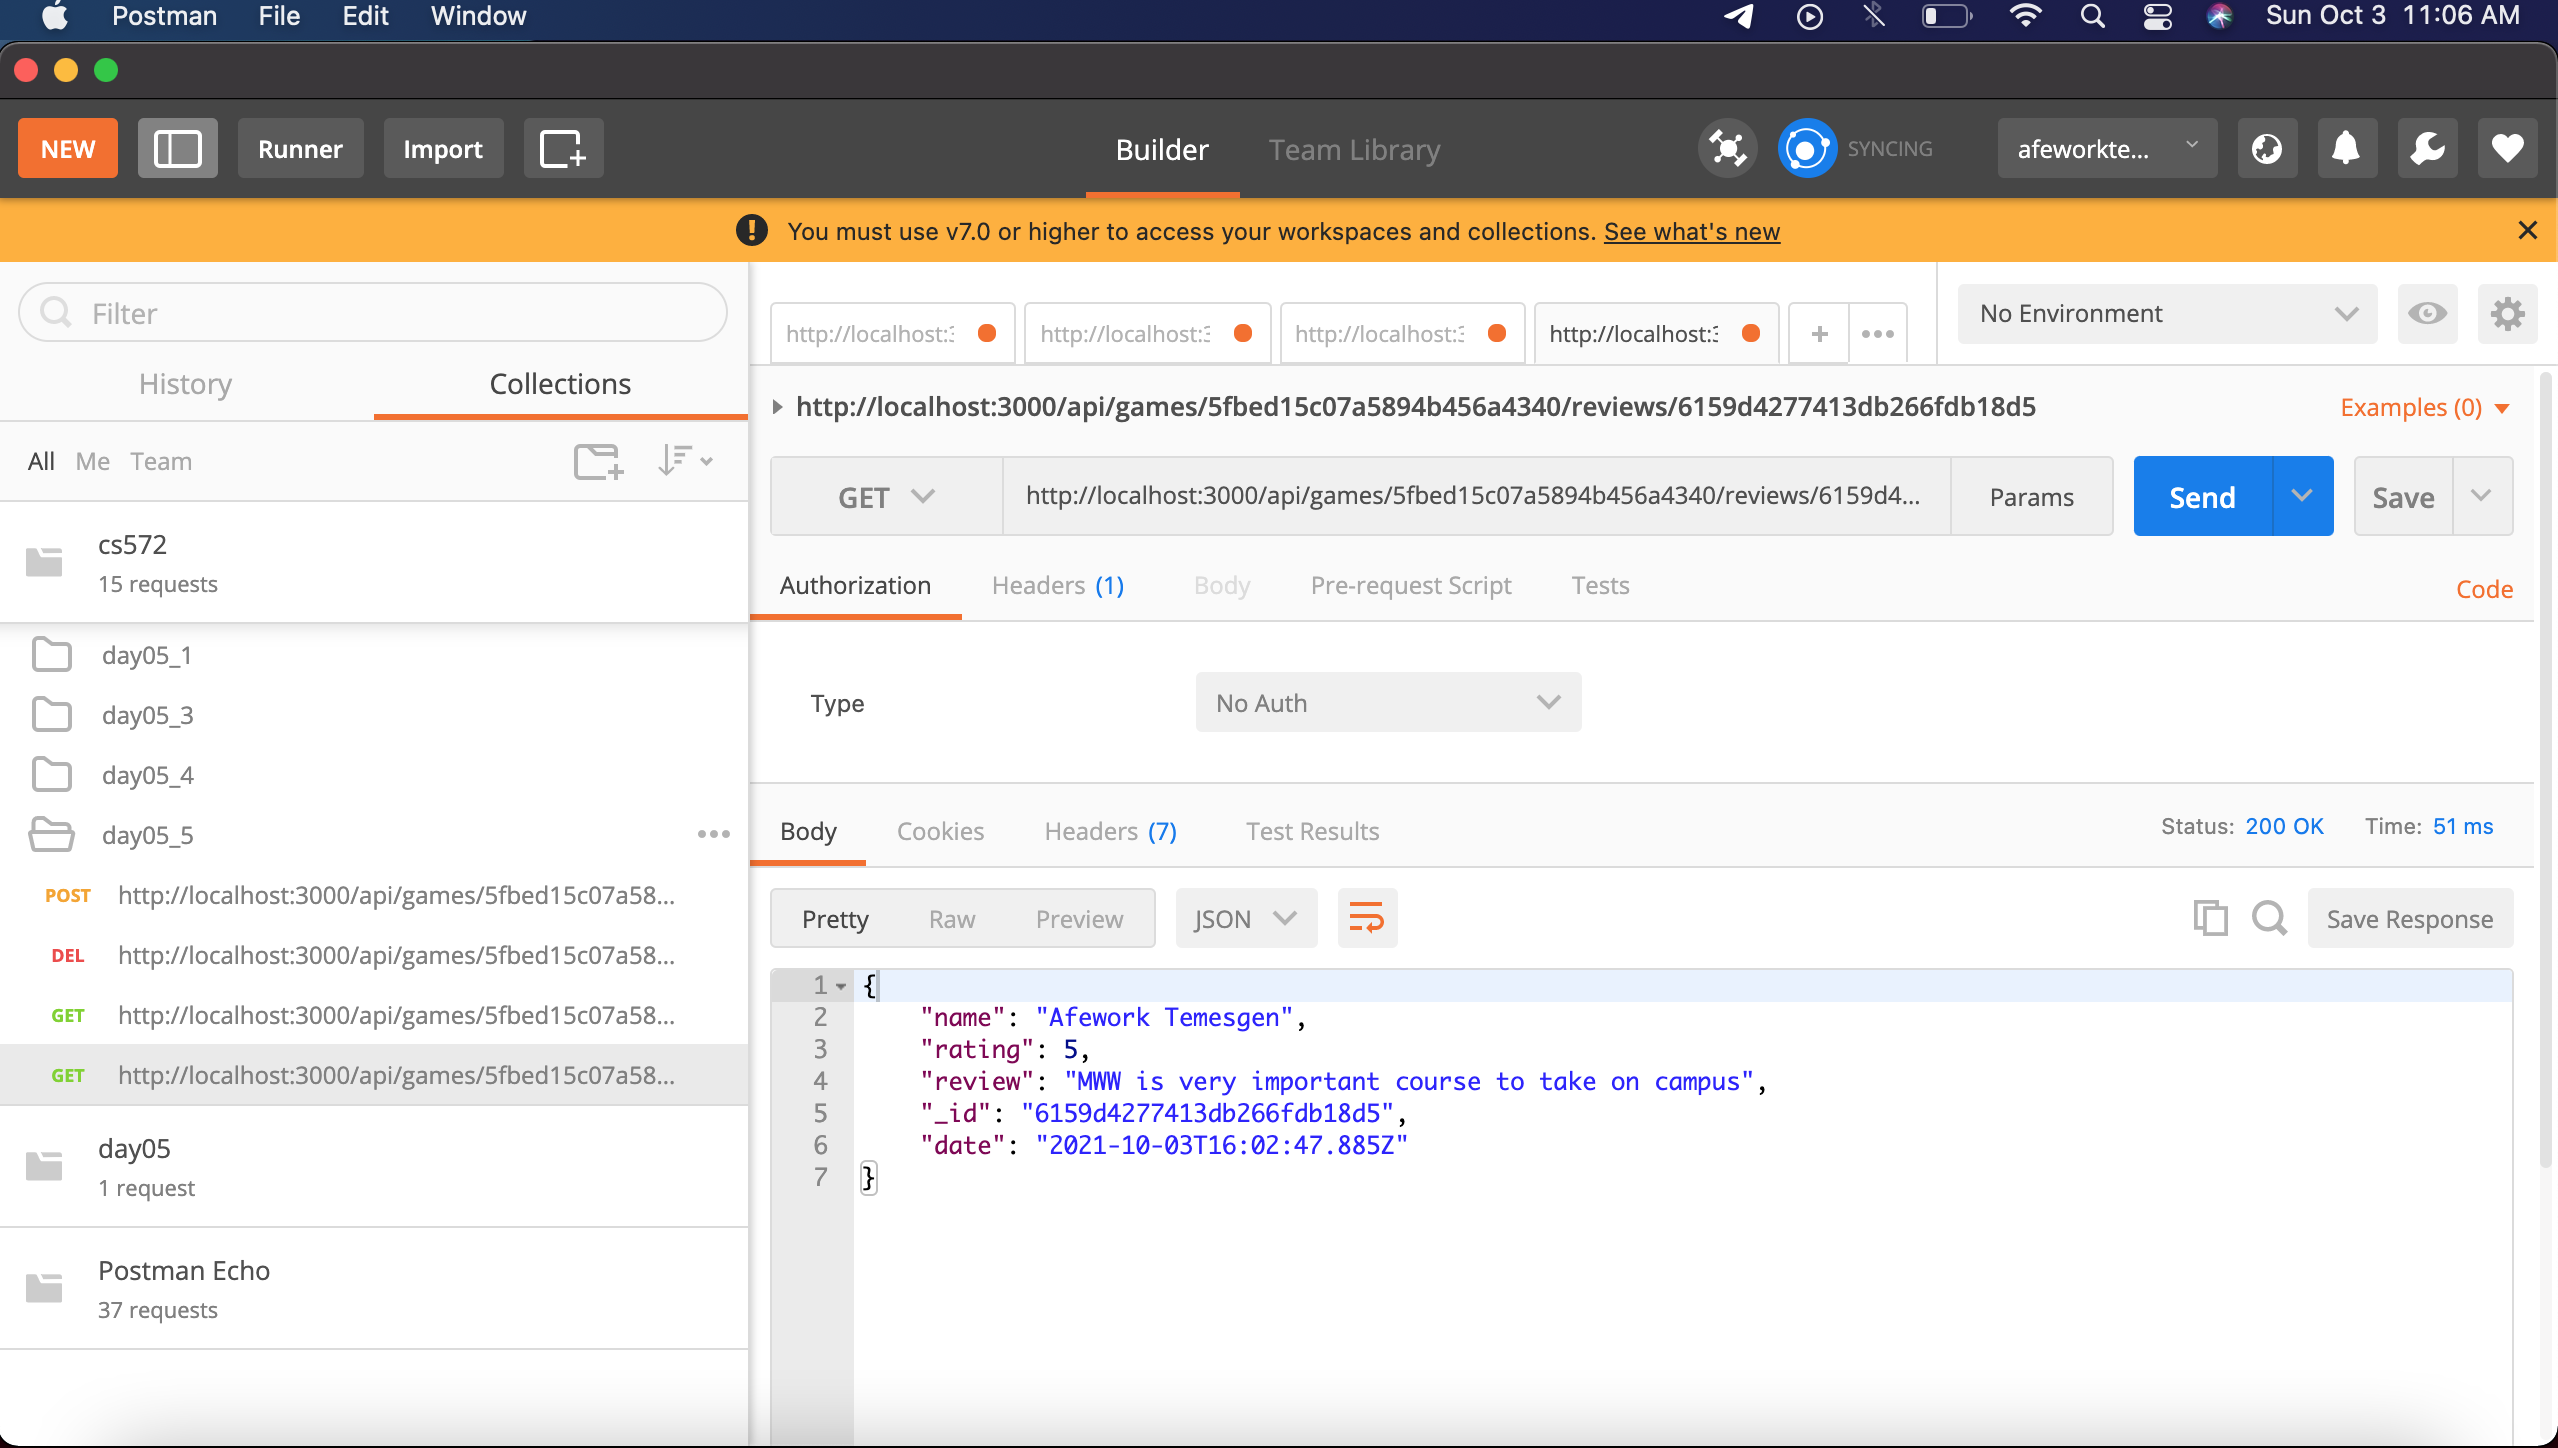 Postman File Edit Window Sun Oct 3 11:06 AM
NEW Runner Import Builder Team Library SYNCING afeworkte...
You must use v7.0 or higher to access your workspaces and collections. See what's new
Filter
http://localhost:3 http://localhost:3 http://localhost:3 http://localhost:3 + ••• No Environment
History Collections
http://localhost:3000/api/games/5fbed15c07a5894b456a4340/reviews/6159d4277413db266fdb18d5 Examples (0)
All Me Team
GET http://localhost:3000/api/games/5fbed15c07a5894b456a4340/reviews/6159d4... Params Send Save
cs572
15 requests
Authorization Headers (1) Body Pre-request Script Tests Code
day05_1
day05_3
Type No Auth
day05_4
day05_5
Body Cookies Headers (7) Test Results Status: 200 OK Time: 51 ms
POST http://localhost:3000/api/games/5fbed15c07a58...
DEL http://localhost:3000/api/games/5fbed15c07a58...
GET http://localhost:3000/api/games/5fbed15c07a58...
GET http://localhost:3000/api/games/5fbed15c07a58...
Pretty Raw Preview JSON Save Response
1 {
2 "name": "Afework Temesgen",
3 "rating": 5,
4 "review": "MWW is very important course to take on campus",
5 "_id": "6159d4277413db266fdb18d5",
6 "date": "2021-10-03T16:02:47.885Z"
7 }
day05
1 request
Postman Echo
37 requests